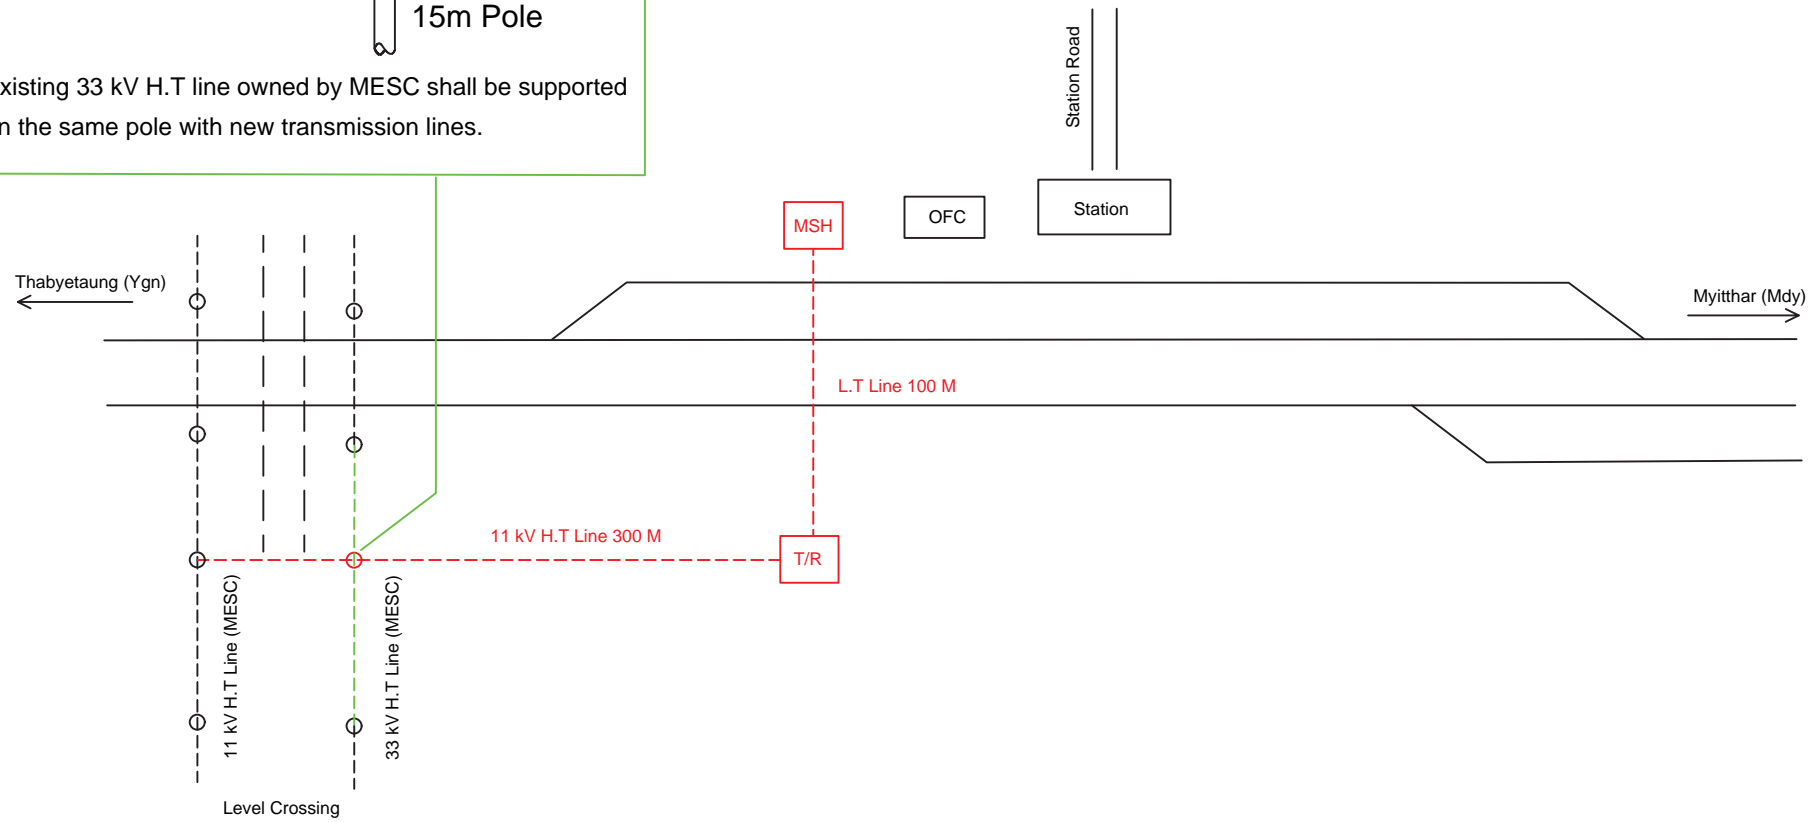 15m Pole
xisting 33 kV H.T line owned by MESC shall be supported
n the same pole with new transmission lines.
Station Road
MSH
OFC
Station
Thabyetaung (Ygn)
Myitthar (Mdy)
L.T Line 100 M
11 kV H.T Line 300 M
T/R
11 kV H.T Line (MESC)
33 kV H.T Line (MESC)
Level Crossing